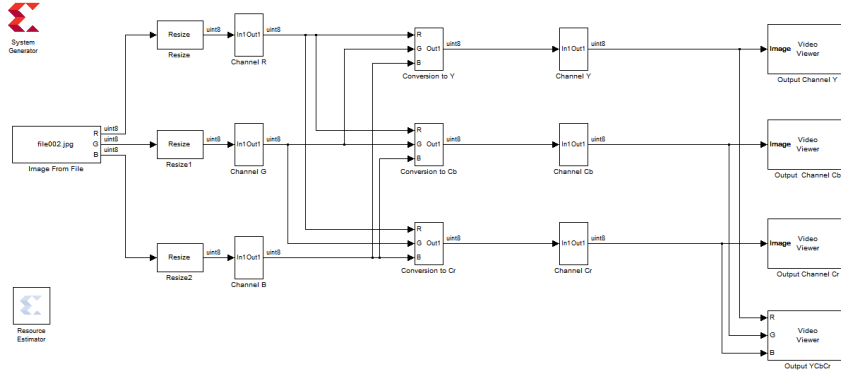 System
Generator
uint8
Resize
Resize
uint8
In1 Out1
Channel R
uint8
R
G
B
Out1
Conversion to Y
uint8
In1 Out1
Channel Y
uint8
Image
Video
Viewer
Output Channel Y
file002.jpg
R
G
B
uint8
uint8
uint8
Image From File
Resize
Resize1
uint8
In1 Out1
Channel G
uint8
R
G
B
Out1
Conversion to Cb
uint8
In1 Out1
Channel Cb
uint8
Image
Video
Viewer
Output Channel Cb
Resize
Resize2
uint8
In1 Out1
Channel B
uint8
R
G
B
Out1
Conversion to Cr
uint8
In1 Out1
Channel Cr
uint8
Image
Video
Viewer
Output Channel Cr
Resource
Estimator
R
G
B
Video
Viewer
Output YCbCr